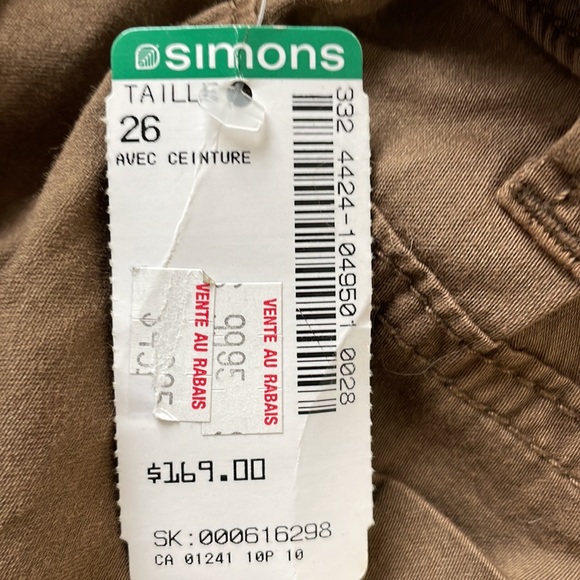 simons
TAILLE
26
AVEC CEINTURE
332 4424-1049501 0028
VENTE AU RABAIS
9995
VENTE AU RABAIS
$169.00
SK:000616298
CA 01241 10P 10